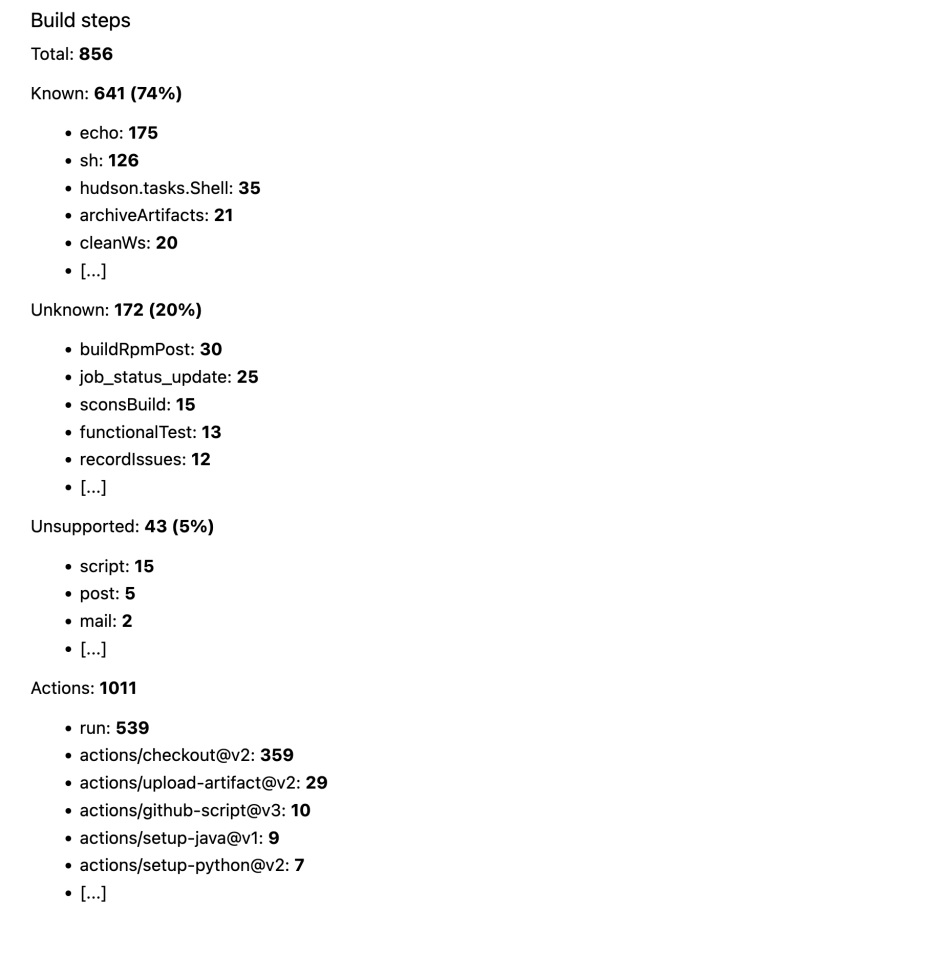 Build steps
Total: 856
Known: 641 (74%)
• echo: 175
• sh: 126
• hudson.tasks.Shell: 35
• archiveArtifacts: 21
• cleanWs: 20
• [...]
Unknown: 172 (20%)
• buildRpmPost: 30
• job_status_update: 25
• sconsBuild: 15
• functionalTest: 13
• recordIssues: 12
• [...]
Unsupported: 43 (5%)
• script: 15
• post: 5
• mail: 2
• [...]
Actions: 1011
• run: 539
• actions/checkout@v2: 359
• actions/upload-artifact@v2: 29
• actions/github-script@v3: 10
• actions/setup-java@v1: 9
• actions/setup-python@v2: 7
• [...]